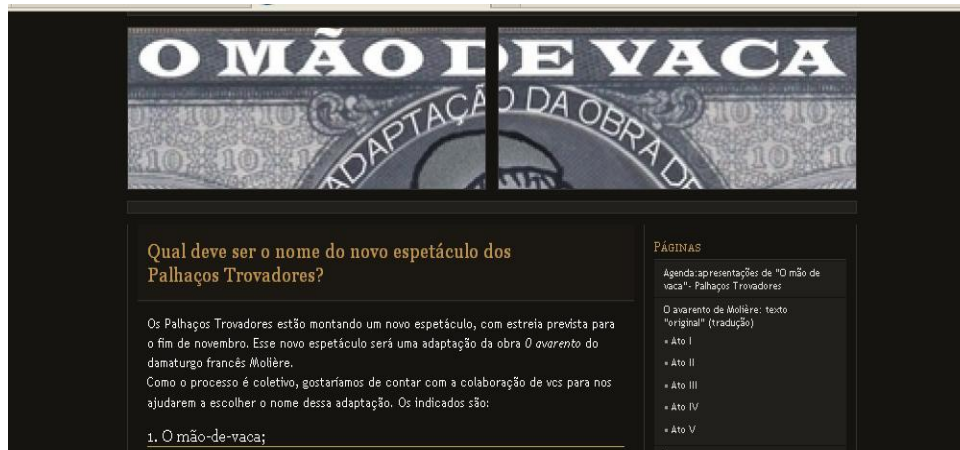 O MÃO DE VACA
ADAPTAÇÃO DA OBRA DE
10 10 10
Qual deve ser o nome do novo espetáculo dos
Palhaços Trovadores?
Os Palhaços Trovadores estão montando um novo espetáculo, com estreia prevista para
o fim de novembro. Esse novo espetáculo será uma adaptação da obra O avarento do
damaturgo francês Molière.
Como o processo é coletivo, gostaríamos de contar com a colaboração de vcs para nos
ajudarem a escolher o nome dessa adaptação. Os indicados são:
1. O mão-de-vaca;
PÁGINAS
Agenda:apresentações de "O mão de
vaca"- Palhaços Trovadores
O avarento de Molière: texto
"original" (tradução)
Ato I
Ato II
Ato III
Ato IV
Ato V